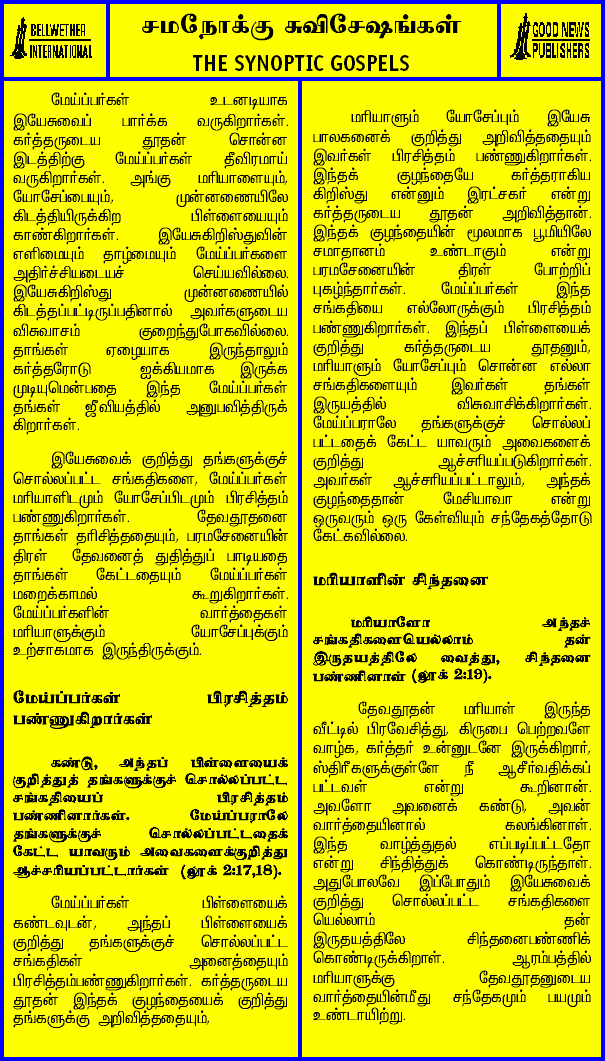 BELLWETHER
INTERNATIONAL
சமநோக்கு சுவிசேஷங்கள்
THE SYNOPTIC GOSPELS
GOOD NEWS
PUBLISHERS
மேய்ப்பர்கள் உடனடியாக
இயேசுவைப் பார்க்க வருகிறார்கள்.
கர்த்தருடைய தூதன் சொன்ன
இடத்திற்கு மேய்ப்பர்கள் தீவிரமாய்
வருகிறார்கள். அங்கு மரியாளையும்,
யோசேப்பையும், முன்னணையிலே
கிடத்தியிருக்கிற பிள்ளையையும்
காண்கிறார்கள். இயேசுகிறிஸ்துவின்
எளிமையும் தாழ்மையும் மேய்ப்பர்களை
அதிர்ச்சியடையச் செய்யவில்லை.
இயேசுகிறிஸ்து முன்னணையில்
கிடத்தப்பட்டிருப்பதினால் அவர்களுடைய
விசுவாசம் குறைந்துபோகவில்லை.
தாங்கள் ஏழையாக இருந்தாலும்
கர்த்தரோடு ஐக்கியமாக இருக்க
முடியுமென்பதை இந்த மேய்ப்பர்கள்
தங்கள் ஜீவியத்தில் அனுபவித்திருக்
கிறார்கள்.
இயேசுவைக் குறித்து தங்களுக்குச்
சொல்லப்பட்ட சங்கதிகளை, மேய்ப்பர்கள்
மரியாளிடமும் யோசேப்பிடமும் பிரசித்தம்
பண்ணுகிறார்கள். தேவதூதனை
தாங்கள் தரிசித்ததையும், பரமசேனையின்
திரள் தேவனைத் துதித்துப் பாடியதை
தாங்கள் கேட்டதையும் மேய்ப்பர்கள்
மறைக்காமல் கூறுகிறார்கள்.
மேய்ப்பர்களின் வார்த்தைகள்
மரியாளுக்கும் யோசேப்புக்கும்
உற்சாகமாக இருந்திருக்கும்.
மேய்ப்பர்கள் பிரசித்தம்
பண்ணுகிறார்கள்
கண்டு, அந்தப் பிள்ளையைக்
குறித்துத் தங்களுக்குச் சொல்லப்பட்ட
சங்கதியைப் பிரசித்தம்
பண்ணினார்கள். மேய்ப்பராலே
தங்களுக்குச் சொல்லப்பட்டதைக்
கேட்ட யாவரும் அவைகளைக்குறித்து
ஆச்சரியப்பட்டார்கள் (லூக் 2:17,18).
மேய்ப்பர்கள் பிள்ளையைக்
கண்டவுடன், அந்தப் பிள்ளையைக்
குறித்து தங்களுக்குச் சொல்லப்பட்ட
சங்கதிகள் அனைத்தையும்
பிரசித்தம்பண்ணுகிறார்கள். கர்த்தருடைய
தூதன் இந்தக் குழந்தையைக் குறித்து
தங்களுக்கு அறிவித்ததையும்,
மரியாளும் யோசேப்பும் இயேசு
பாலகனைக் குறித்து அறிவித்ததையும்
இவர்கள் பிரசித்தம் பண்ணுகிறார்கள்.
இந்தக் குழந்தையே கர்த்தராகிய
கிறிஸ்து என்னும் இரட்சகர் என்று
கர்த்தருடைய தூதன் அறிவித்தான்.
இந்தக் குழந்தையின் மூலமாக பூமியிலே
சமாதானம் உண்டாகும் என்று
பரமசேனையின் திரள் போற்றிப்
புகழ்ந்தார்கள். மேய்ப்பர்கள் இந்த
சங்கதியை எல்லோருக்கும் பிரசித்தம்
பண்ணுகிறார்கள். இந்தப் பிள்ளையைக்
குறித்து கர்த்தருடைய தூதனும்,
மரியாளும் யோசேப்பும் சொன்ன எல்லா
சங்கதிகளையும் இவர்கள் தங்கள்
இருயத்தில் விசுவாசிக்கிறார்கள்.
மேய்ப்பராலே தங்களுக்குச் சொல்லப்
பட்டதைக் கேட்ட யாவரும் அவைகளைக்
குறித்து ஆச்சரியப்படுகிறார்கள்.
அவர்கள் ஆச்சரியப்பட்டாலும், அந்தக்
குழந்தைதான் மேசியாவா என்று
ஒருவரும் ஒரு கேள்வியும் சந்தேகத்தோடு
கேட்கவில்லை.
மரியாளின் சிந்தனை
மரியாளோ அந்தச்
சங்கதிகளையெல்லாம் தன்
இருதயத்திலே வைத்து, சிந்தனை
பண்ணினாள் (லூக் 2:19).
தேவதூதன் மரியாள் இருந்த
வீட்டில் பிரவேசித்து, கிருபை பெற்றவளே
வாழ்க, கர்த்தர் உன்னுடனே இருக்கிறார்,
ஸ்திரீகளுக்குள்ளே நீ ஆசீர்வதிக்கப்
பட்டவள் என்று கூறினான்.
அவளோ அவனைக் கண்டு, அவன்
வார்த்தையினால் கலங்கினாள்.
இந்த வாழ்த்துதல் எப்படிப்பட்டதோ
என்று சிந்தித்துக் கொண்டிருந்தாள்.
அதுபோலவே இப்போதும் இயேசுவைக்
குறித்து சொல்லப்பட்ட சங்கதிகளை
யெல்லாம் தன்
இருதயத்திலே சிந்தனைபண்ணிக்
கொண்டிருக்கிறாள். ஆரம்பத்தில்
மரியாளுக்கு தேவதூதனுடைய
வார்த்தையின்மீது சந்தேகமும் பயமும்
உண்டாயிற்று.